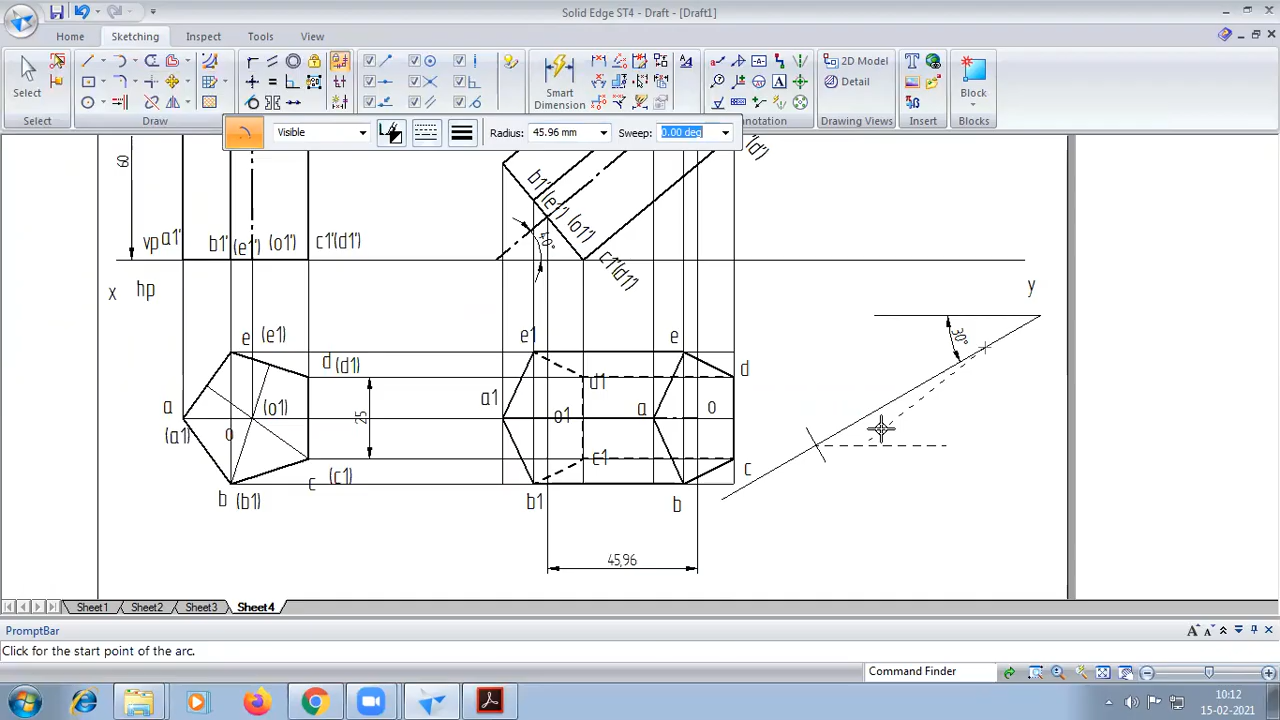 Solid Edge ST4 - Draft - [Draft1]
Home Sketching Inspect Tools View
Select
Smart Dimension
2D Model
Detail
Block
Select Draw Annotation Drawing Views Insert Blocks
Visible
Radius: 45.96 mm
Sweep: 0.00 deg
60
(d')
b1'(e1') (o1')
40°
c1'(d1')
vp a1' b1' (e1') (o1') c1'(d1')
x hp
y
30°
e (e1)
e1 e
d (d1)
d1 d
a (o1)
(a1) o
25
a1 o1 a o
c (c1)
c1 c
b (b1)
b1 b
45,96
Sheet1 Sheet2 Sheet3 Sheet4
PromptBar
Click for the start point of the arc.
Command Finder
10:12
15-02-2021